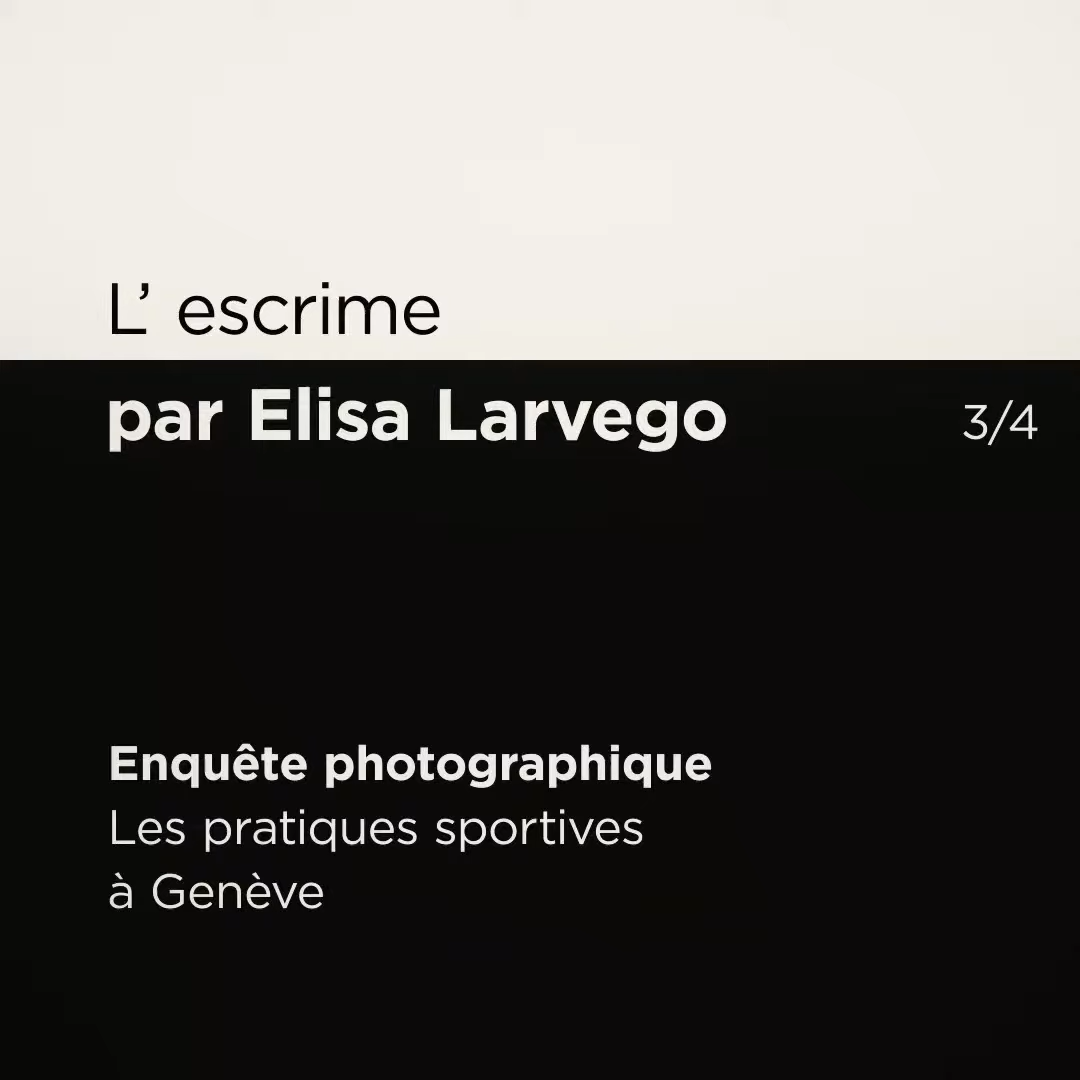 L’ escrime
par Elisa Larvego
3/4
Enquête photographique
Les pratiques sportives
à Genève